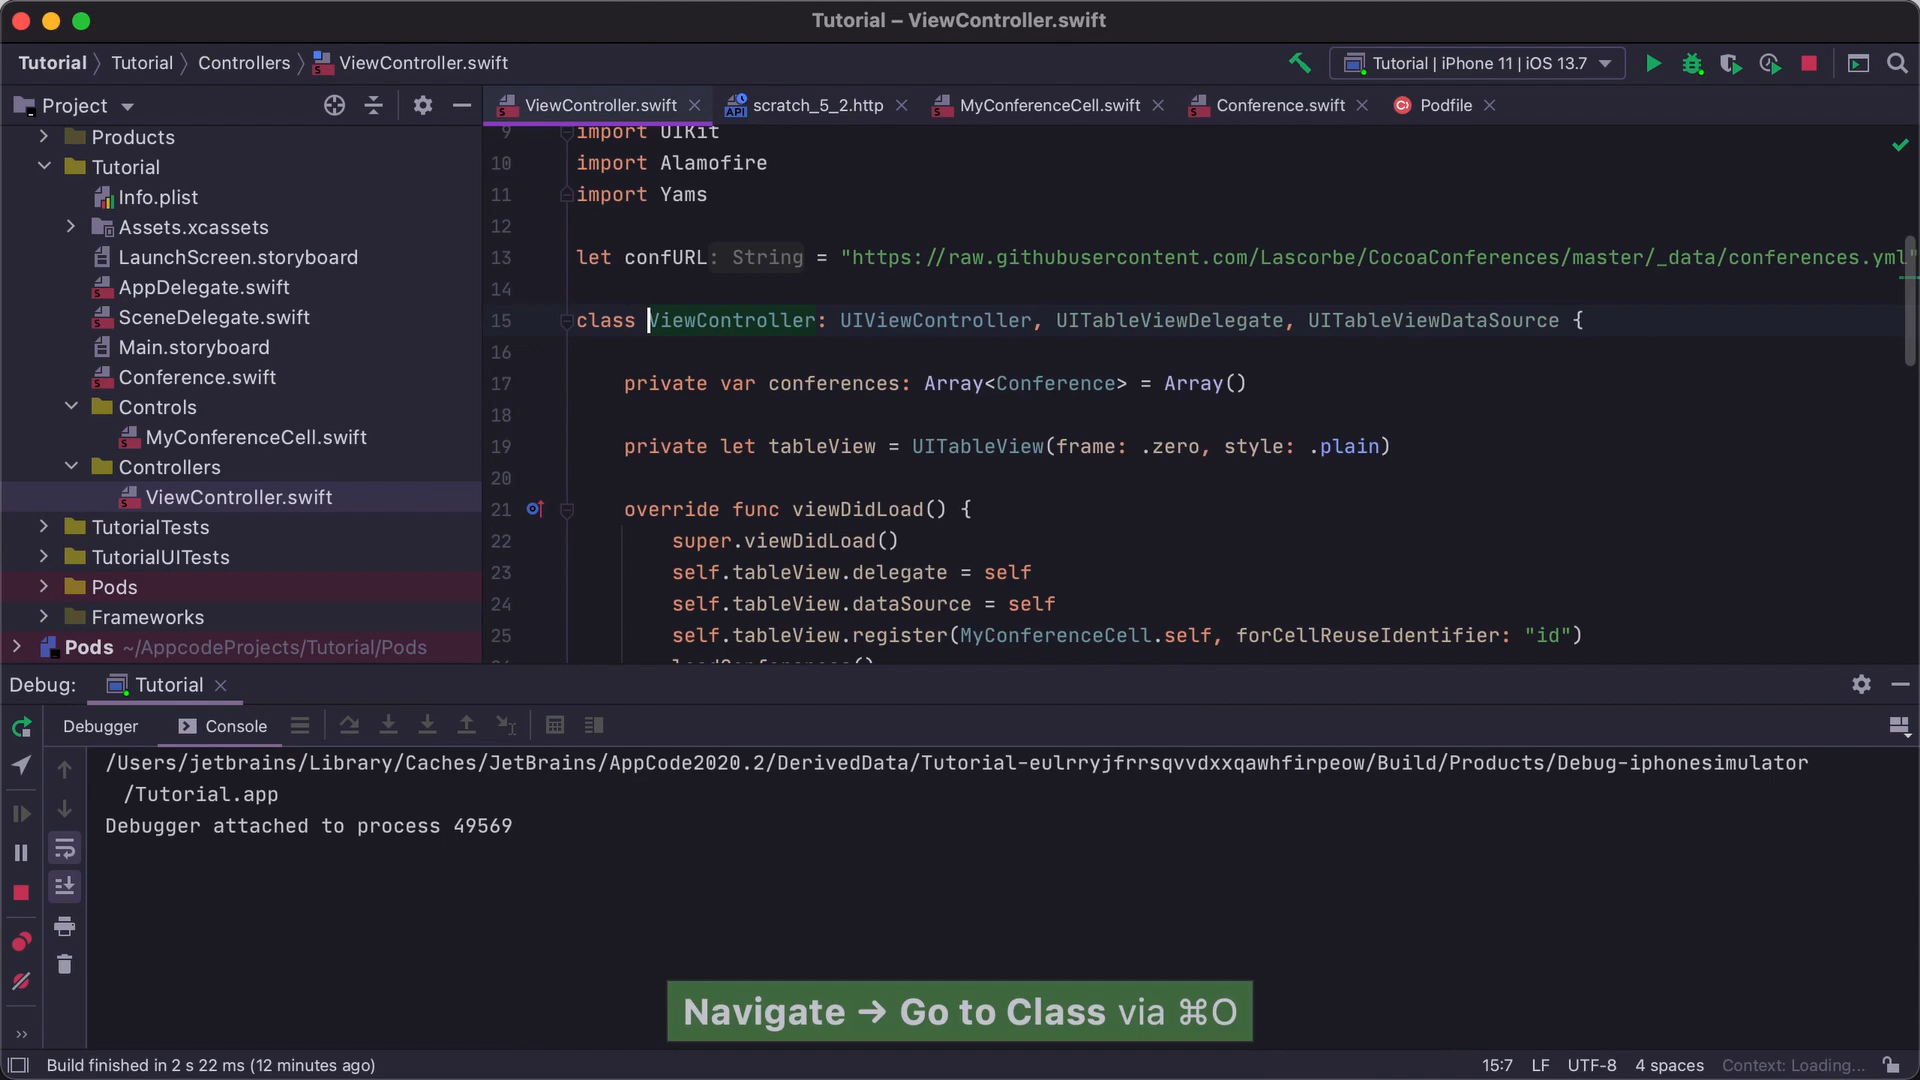 Tutorial – ViewController.swift
Tutorial Tutorial Controllers ViewController.swift
Tutorial | iPhone 11 | iOS 13.7
Project
ViewController.swift
API scratch_5_2.http
MyConferenceCell.swift
Conference.swift
Podfile
Products
Tutorial
Info.plist
Assets.xcassets
LaunchScreen.storyboard
AppDelegate.swift
SceneDelegate.swift
Main.storyboard
Conference.swift
Controls
MyConferenceCell.swift
Controllers
ViewController.swift
TutorialTests
TutorialUITests
Pods
Frameworks
Pods ~/AppcodeProjects/Tutorial/Pods
9 import UIKit
10 import Alamofire
11 import Yams
12
13 let confURL: String = "https://raw.githubusercontent.com/Lascorbe/CocoaConferences/master/_data/conferences.yml"
14
15 class ViewController: UIViewController, UITableViewDelegate, UITableViewDataSource {
16
17 private var conferences: Array<Conference> = Array()
18
19 private let tableView = UITableView(frame: .zero, style: .plain)
20
21 override func viewDidLoad() {
22 super.viewDidLoad()
23 self.tableView.delegate = self
24 self.tableView.dataSource = self
25 self.tableView.register(MyConferenceCell.self, forCellReuseIdentifier: "id")
loadConferences()
Debug: Tutorial
Debugger Console
/Users/jetbrains/Library/Caches/JetBrains/AppCode2020.2/DerivedData/Tutorial-eulrryjfrrsqvvdxxqawhfirpeow/Build/Products/Debug-iphonesimulator
/Tutorial.app
Debugger attached to process 49569
Navigate → Go to Class via ⌘O
Build finished in 2 s 22 ms (12 minutes ago)
15:7 LF UTF-8 4 spaces Context: Loading...